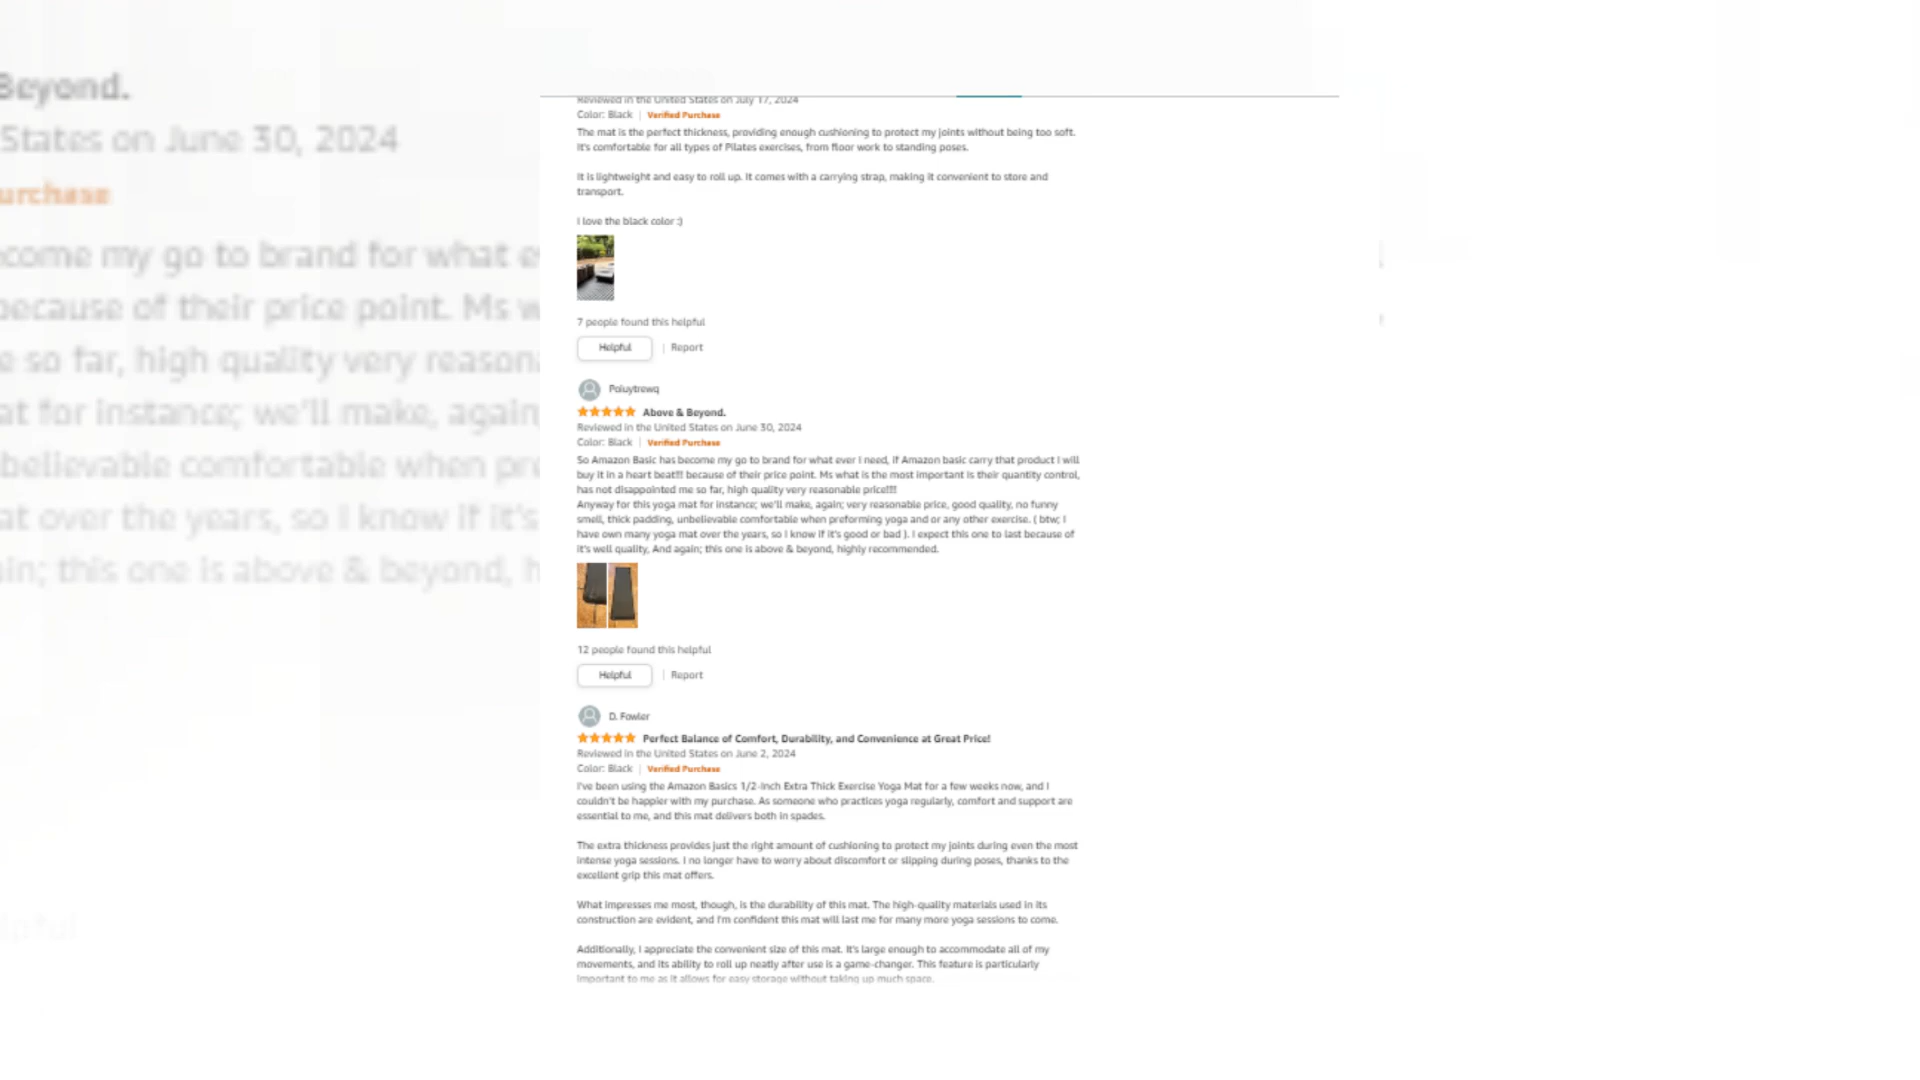 Beyond.
States on June 30, 2024
urchase
come my go to brand for what e
because of their price point. Ms w
e so far, high quality very reason
at for instance; we'll make, again
believable comfortable when pre
at over the years, so I know if it's
in; this one is above & beyond, h
lpful
Reviewed in the United States on July 17, 2024
Color: Black | Verified Purchase
The mat is the perfect thickness, providing enough cushioning to protect my joints without being too soft.
It's comfortable for all types of Pilates exercises, from floor work to standing poses.
It is lightweight and easy to roll up. It comes with a carrying strap, making it convenient to store and
transport.
I love the black color :)
7 people found this helpful
Helpful | Report
Poluytrewq
Above & Beyond.
Reviewed in the United States on June 30, 2024
Color: Black | Verified Purchase
So Amazon Basic has become my go to brand for what ever I need, if Amazon basic carry that product I will
buy it in a heart beat!!! because of their price point. Ms what is the most important is their quantity control,
has not disappointed me so far, high quality very reasonable price!!!!
Anyway for this yoga mat for instance; we'll make, again; very reasonable price, good quality, no funny
smell, thick padding, unbelievable comfortable when preforming yoga and or any other exercise. ( btw; I
have own many yoga mat over the years, so I know if it's good or bad ). I expect this one to last because of
it's well quality, And again; this one is above & beyond, highly recommended.
12 people found this helpful
Helpful | Report
D. Fowler
Perfect Balance of Comfort, Durability, and Convenience at Great Price!
Reviewed in the United States on June 2, 2024
Color: Black | Verified Purchase
I've been using the Amazon Basics 1/2-Inch Extra Thick Exercise Yoga Mat for a few weeks now, and I
couldn't be happier with my purchase. As someone who practices yoga regularly, comfort and support are
essential to me, and this mat delivers both in spades.
The extra thickness provides just the right amount of cushioning to protect my joints during even the most
intense yoga sessions. I no longer have to worry about discomfort or slipping during poses, thanks to the
excellent grip this mat offers.
What impresses me most, though, is the durability of this mat. The high-quality materials used in its
construction are evident, and I'm confident this mat will last me for many more yoga sessions to come.
Additionally, I appreciate the convenient size of this mat. It's large enough to accommodate all of my
movements, and its ability to roll up neatly after use is a game-changer. This feature is particularly
important to me as it allows for easy storage without taking up much space.